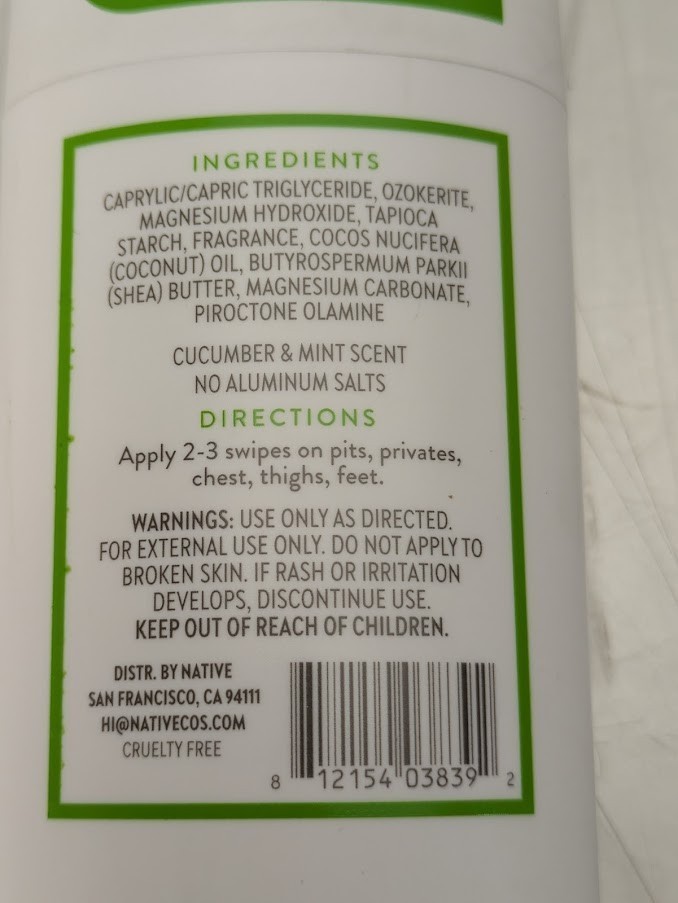 INGREDIENTS
CAPRYLIC/CAPRIC TRIGLYCERIDE, OZOKERITE,
MAGNESIUM HYDROXIDE, TAPIOCA
STARCH, FRAGRANCE, COCOS NUCIFERA
(COCONUT) OIL, BUTYROSPERMUM PARKII
(SHEA) BUTTER, MAGNESIUM CARBONATE,
PIROCTONE OLAMINE
CUCUMBER & MINT SCENT
NO ALUMINUM SALTS
DIRECTIONS
Apply 2-3 swipes on pits, privates,
chest, thighs, feet.
WARNINGS: USE ONLY AS DIRECTED.
FOR EXTERNAL USE ONLY. DO NOT APPLY TO
BROKEN SKIN. IF RASH OR IRRITATION
DEVELOPS, DISCONTINUE USE.
KEEP OUT OF REACH OF CHILDREN.
DISTR. BY NATIVE
SAN FRANCISCO, CA 94111
HI@NATIVECOS.COM
CRUELTY FREE
8 12154 03839 2